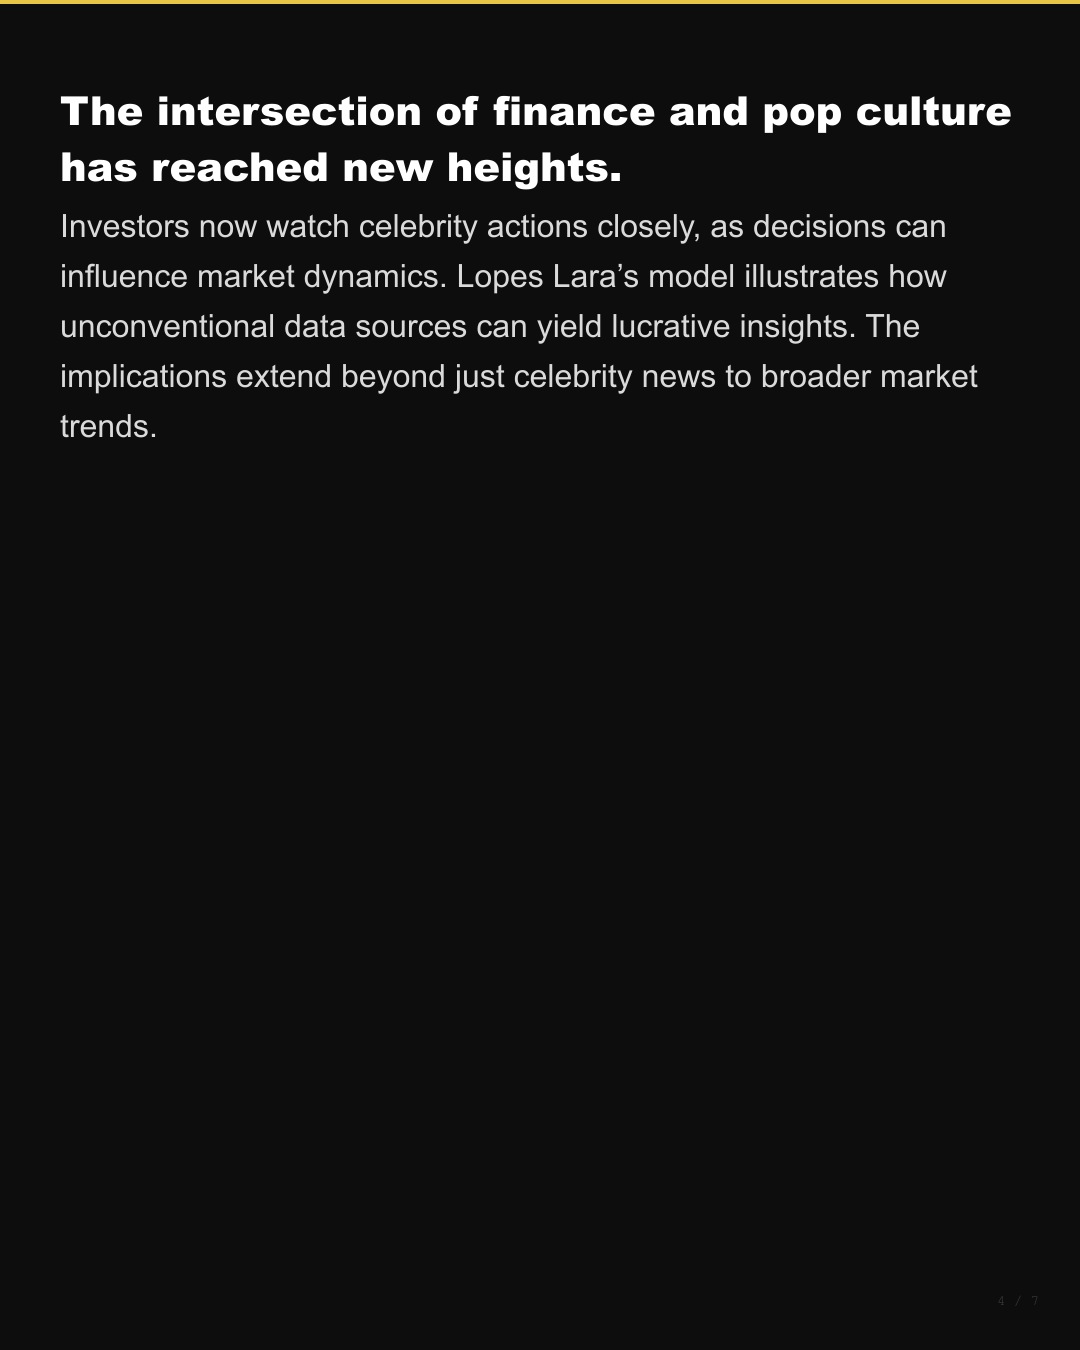 The intersection of finance and pop culture
has reached new heights.
Investors now watch celebrity actions closely, as decisions can
influence market dynamics. Lopes Lara’s model illustrates how
unconventional data sources can yield lucrative insights. The
implications extend beyond just celebrity news to broader market
trends.
4 / 7